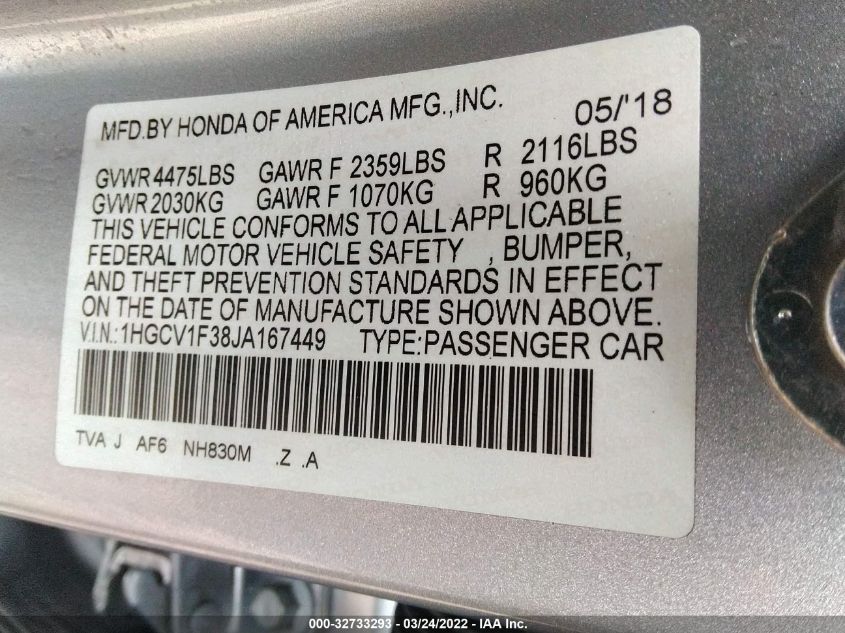 MFD.BY HONDA OF AMERICA MFG.,INC. 05/'18
GVWR 4475LBS GAWR F 2359LBS R 2116LBS
GVWR 2030KG GAWR F 1070KG R 960KG
THIS VEHICLE CONFORMS TO ALL APPLICABLE
FEDERAL MOTOR VEHICLE SAFETY , BUMPER,
AND THEFT PREVENTION STANDARDS IN EFFECT
ON THE DATE OF MANUFACTURE SHOWN ABOVE.
V.I.N.:1HGCV1F38JA167449 TYPE:PASSENGER CAR
TVA J AF6 NH830M .Z .A
000-32733293 - 03/24/2022 - IAA Inc.